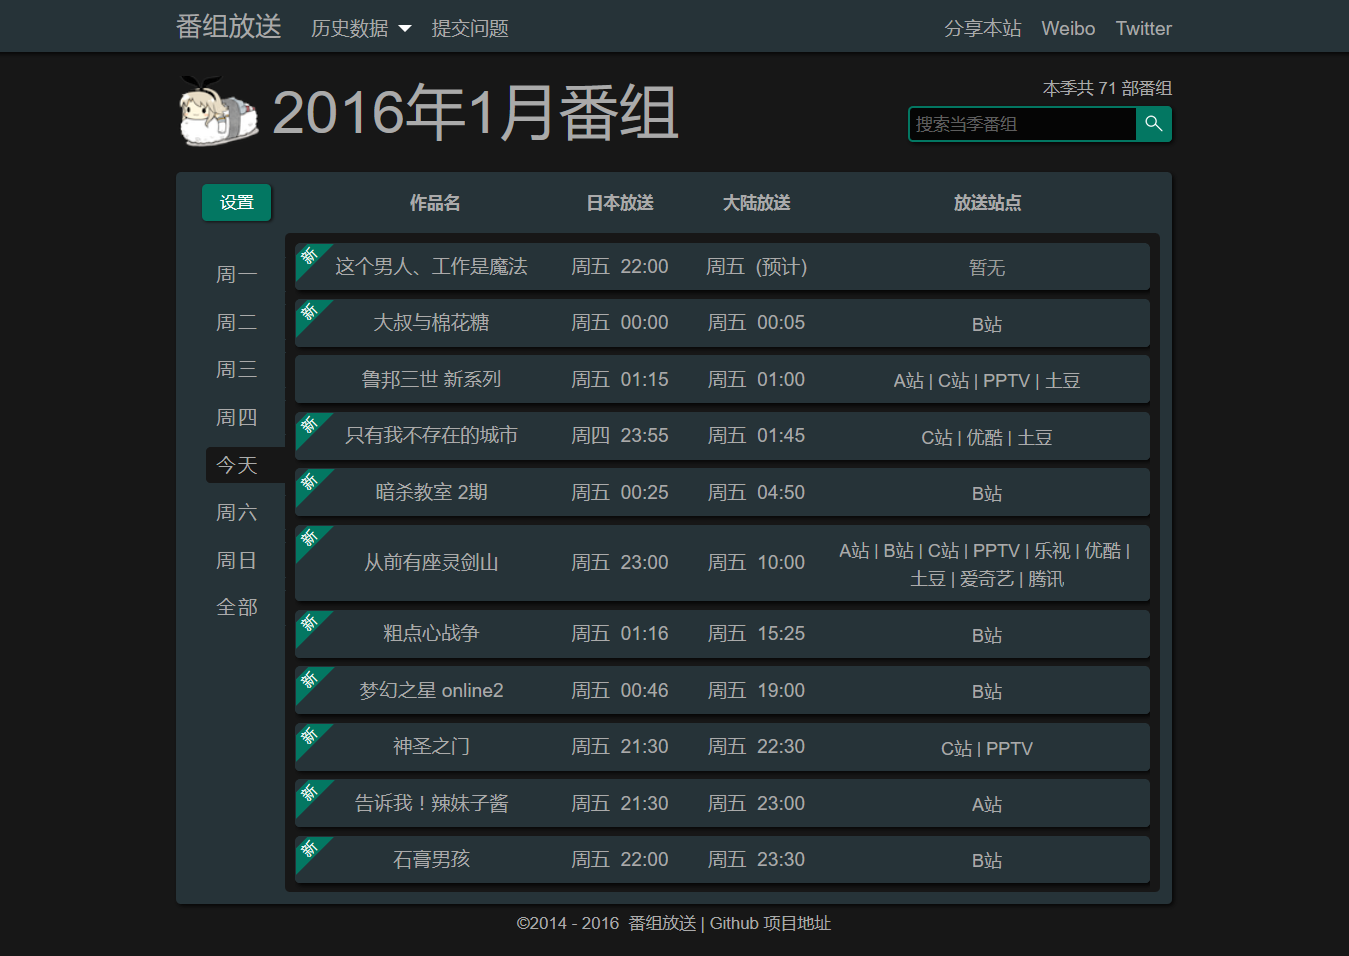 番组放送 历史数据 提交问题 分享本站 Weibo Twitter
2016年1月番组
本季共 71 部番组
搜索当季番组
设置 作品名 日本放送 大陆放送 放送站点
周一
周二
周三
周四
今天
周六
周日
全部
新 这个男人、工作是魔法 周五 22:00 周五 (预计) 暂无
新 大叔与棉花糖 周五 00:00 周五 00:05 B站
鲁邦三世 新系列 周五 01:15 周五 01:00 A站 | C站 | PPTV | 土豆
新 只有我不存在的城市 周四 23:55 周五 01:45 C站 | 优酷 | 土豆
新 暗杀教室 2期 周五 00:25 周五 04:50 B站
新 从前有座灵剑山 周五 23:00 周五 10:00 A站 | B站 | C站 | PPTV | 乐视 | 优酷 |
土豆 | 爱奇艺 | 腾讯
新 粗点心战争 周五 01:16 周五 15:25 B站
新 梦幻之星 online2 周五 00:46 周五 19:00 B站
新 神圣之门 周五 21:30 周五 22:30 C站 | PPTV
新 告诉我！辣妹子酱 周五 21:30 周五 23:00 A站
新 石膏男孩 周五 22:00 周五 23:30 B站
©2014 - 2016 番组放送 | Github 项目地址